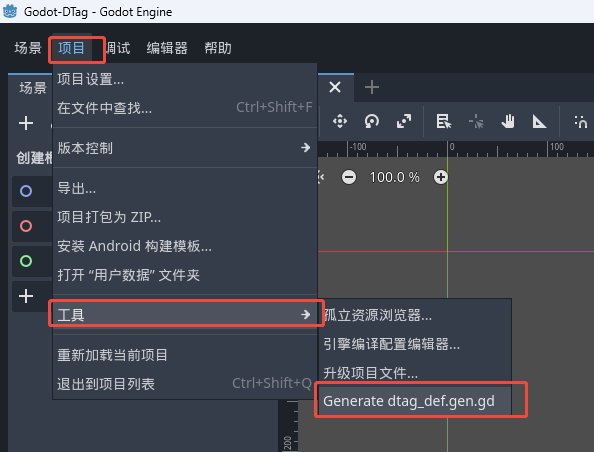 Godot-DTag - Godot Engine
场景 项目 调试 编辑器 帮助
场景
项目设置...
在文件中查找... Ctrl+Shift+F
版本控制
导出...
项目打包为 ZIP...
安装 Android 构建模板...
打开 “用户数据” 文件夹
工具
重新加载当前项目
退出到项目列表 Ctrl+Shift+Q
孤立资源浏览器...
引擎编译配置编辑器...
升级项目文件...
Generate dtag_def.gen.gd
创建
-100 0 100
100.0 %
200